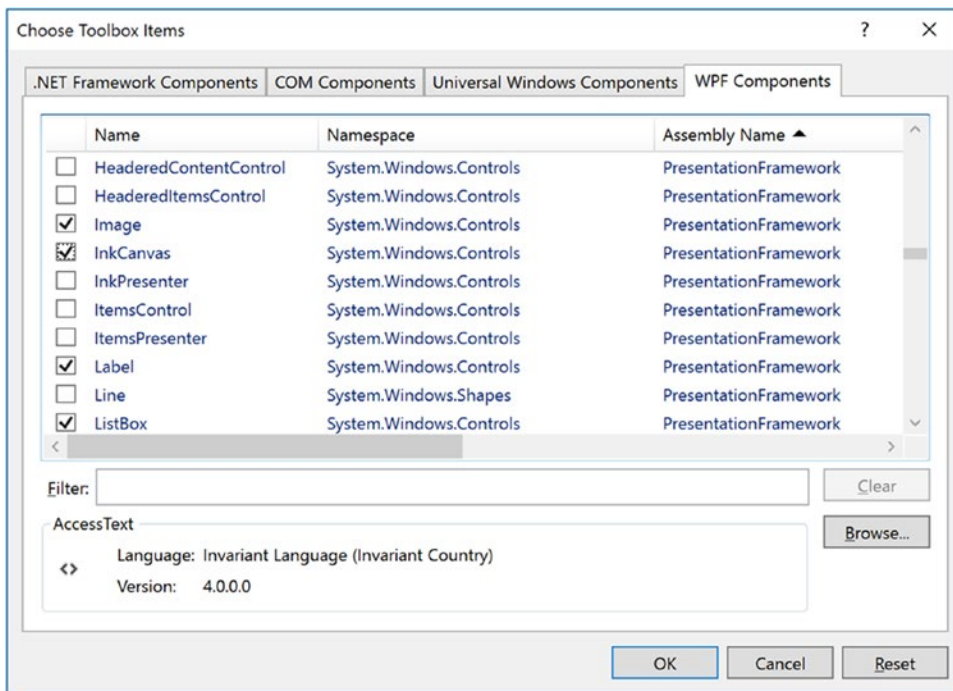 Choose Toolbox Items ?
.NET Framework Components COM Components Universal Windows Components WPF Components
Name Namespace Assembly Name
HeaderedContentControl System.Windows.Controls PresentationFramework
HeaderedItemsControl System.Windows.Controls PresentationFramework
Image System.Windows.Controls PresentationFramework
InkCanvas System.Windows.Controls PresentationFramework
InkPresenter System.Windows.Controls PresentationFramework
ItemsControl System.Windows.Controls PresentationFramework
ItemsPresenter System.Windows.Controls PresentationFramework
Label System.Windows.Controls PresentationFramework
Line System.Windows.Shapes PresentationFramework
ListBox System.Windows.Controls PresentationFramework
Filter: Clear
AccessText Browse...
Language: Invariant Language (Invariant Country)
Version: 4.0.0.0
OK Cancel Reset